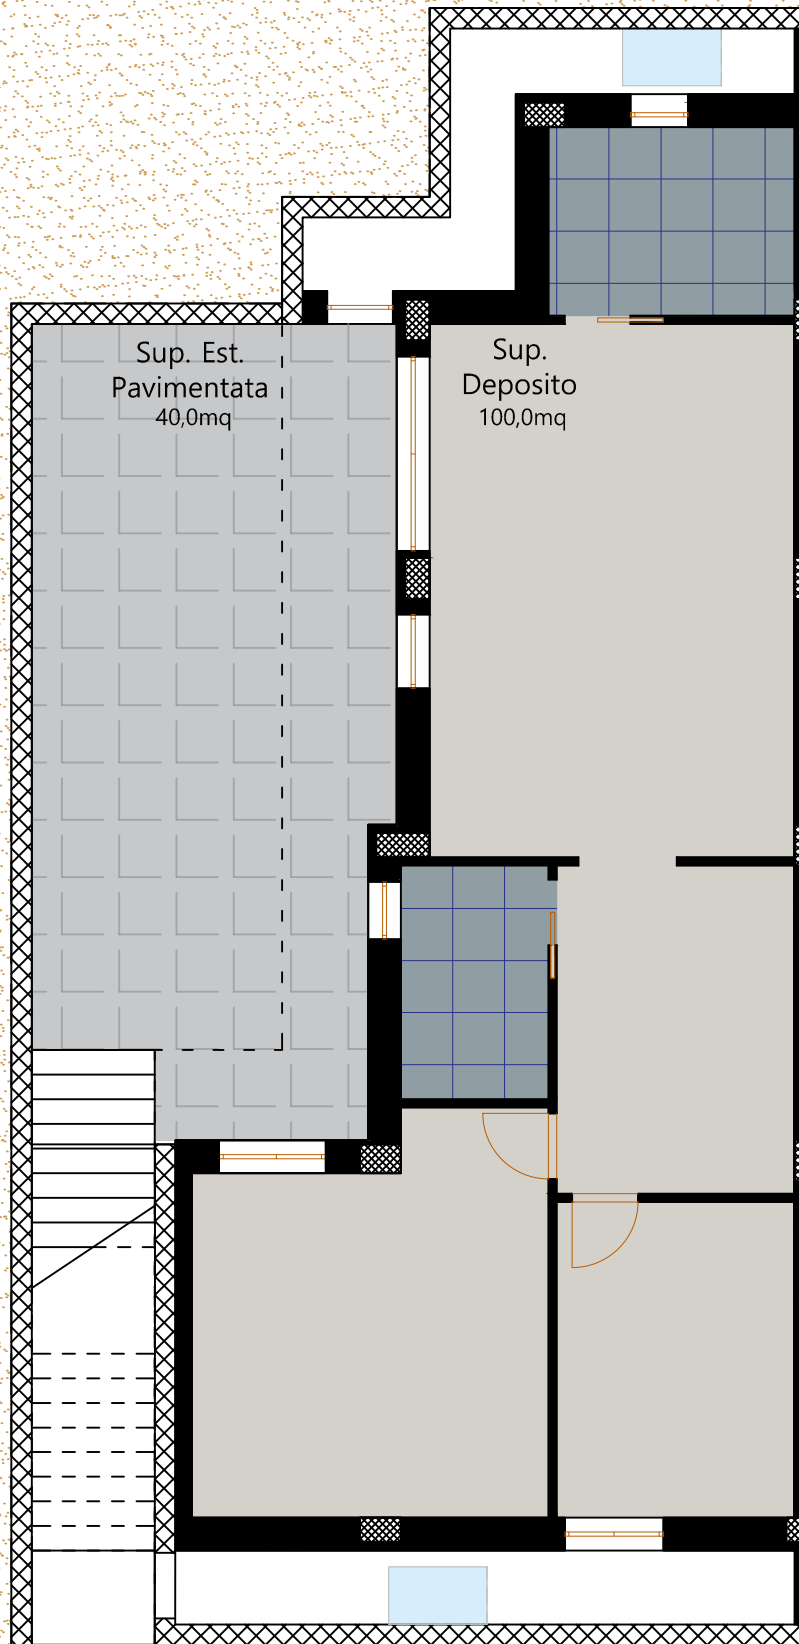 Sup. Est.
Pavimentata
40,0mq
Sup.
Deposito
100,0mq